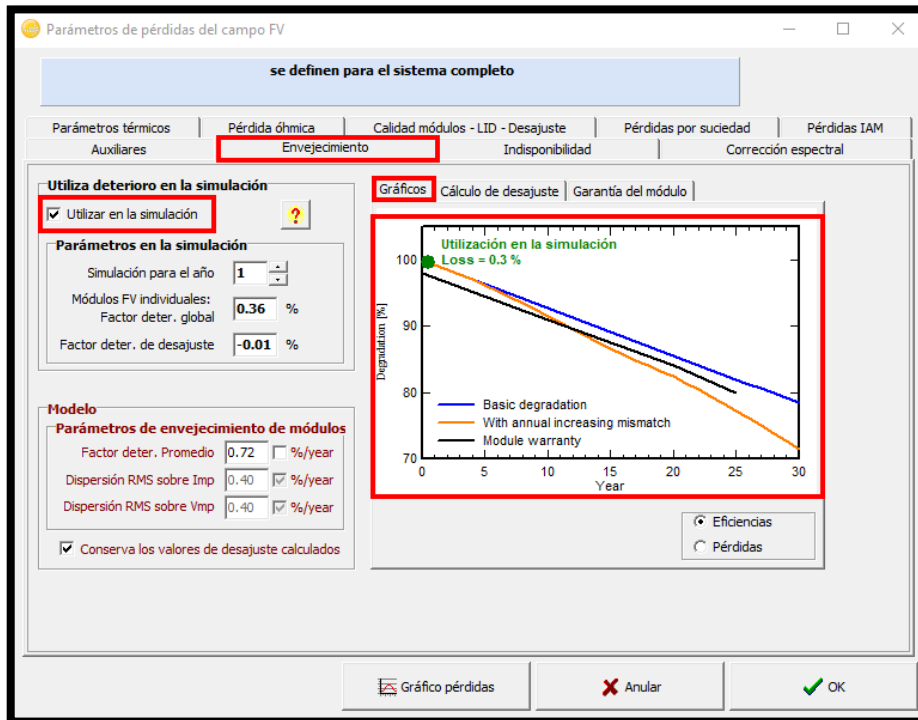 Parámetros de pérdidas del campo FV
se definen para el sistema completo
Parámetros térmicos
Pérdida óhmica
Calidad módulos - LID - Desajuste
Pérdidas por suciedad
Pérdidas IAM
Auxiliares
Envejecimiento
Indisponibilidad
Corrección espectral
Utiliza deterioro en la simulación
Utilizar en la simulación
?
Parámetros en la simulación
Simulación para el año 1
Módulos FV individuales:
Factor deter. global 0.36 %
Factor deter. de desajuste -0.01 %
Modelo
Parámetros de envejecimiento de módulos
Factor deter. Promedio 0.72 %/year
Dispersión RMS sobre Imp 0.40 %/year
Dispersión RMS sobre Vmp 0.40 %/year
Conserva los valores de desajuste calculados
Gráficos
Cálculo de desajuste
Garantía del módulo
Utilización en la simulación
Loss = 0.3 %
Degradation [%]
100
90
80
70
Basic degradation
With annual increasing mismatch
Module warranty
0 5 10 15 20 25 30
Year
Eficiencias
Pérdidas
Gráfico pérdidas
Anular
OK